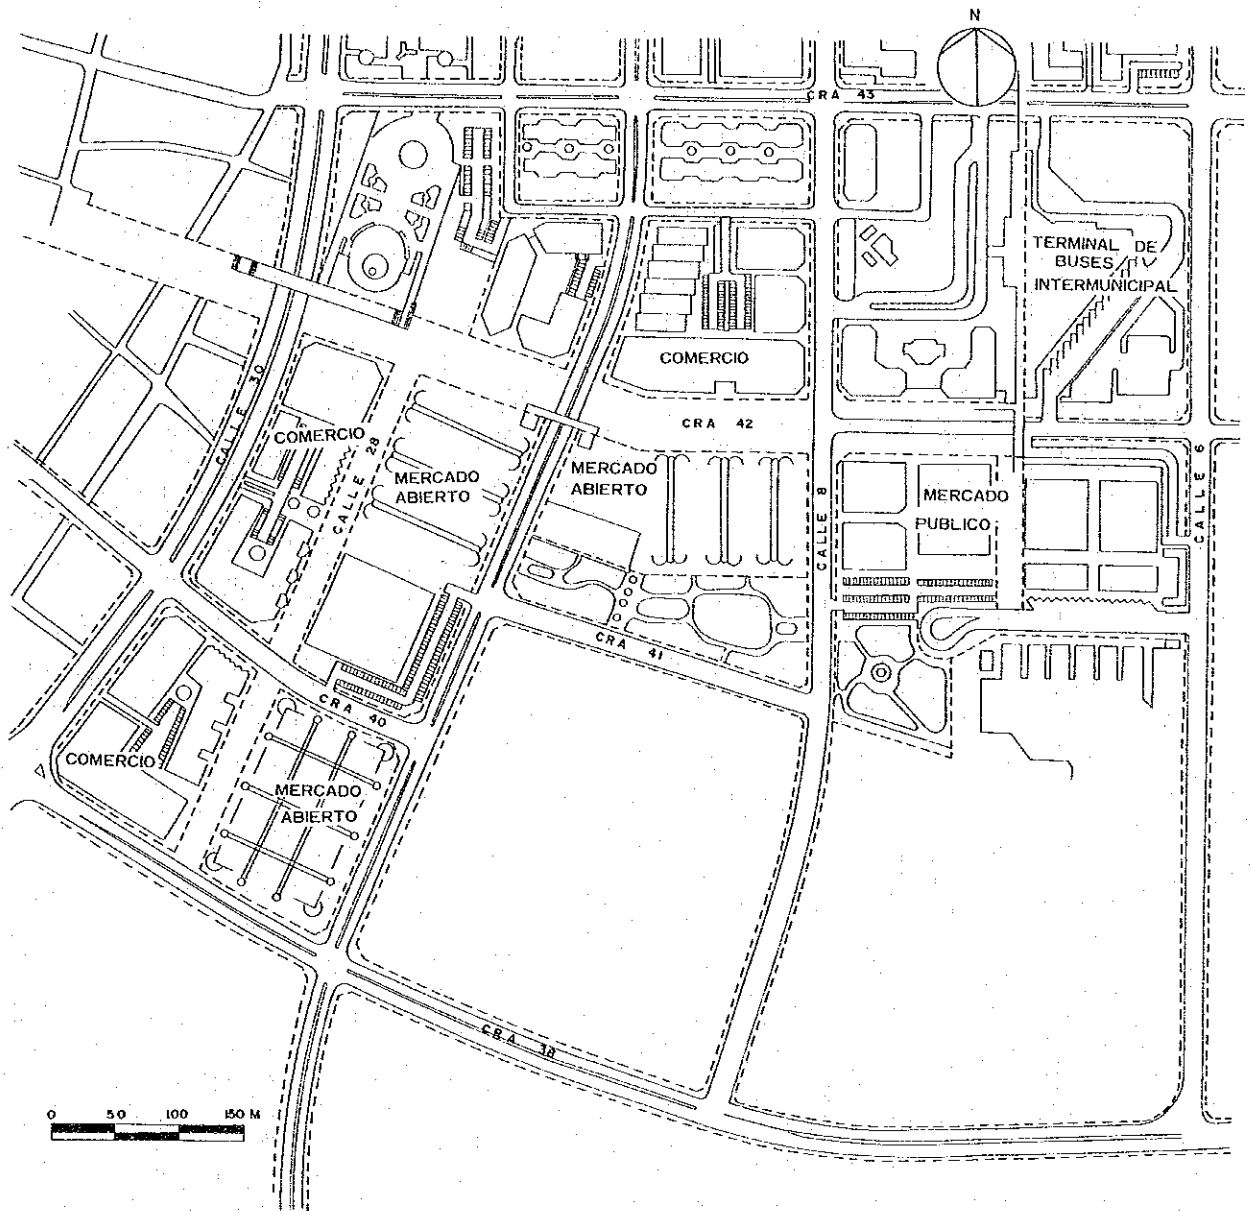 N
CRA 43
TERMINAL DE
BUSES
INTERMUNICIPAL
COMERCIO
CALLE 30
CRA 42
COMERCIO
CALLE 28
MERCADO
ABIERTO
MERCADO
ABIERTO
CALLE 8
MERCADO
PUBLICO
CALLE 6
CRA 41
CRA 40
COMERCIO
MERCADO
ABIERTO
CRA 38
0 50 100 150 M